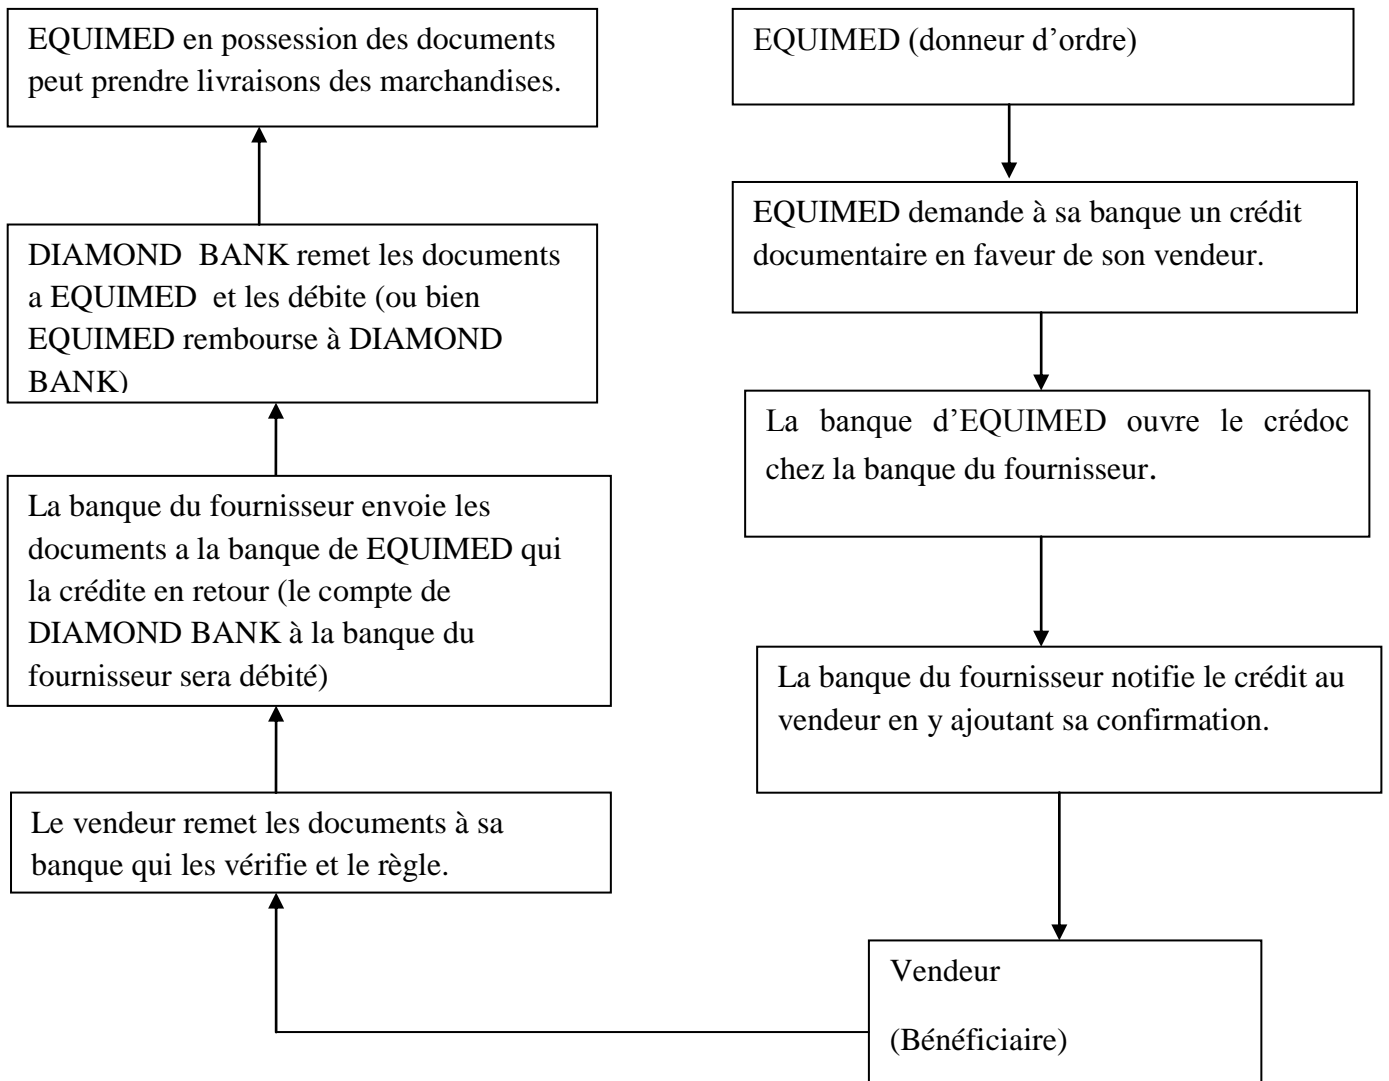 EQUIMED (donneur d’ordre)
EQUIMED demande à sa banque un crédit
documentaire en faveur de son vendeur.
La banque d’EQUIMED ouvre le crédoc
chez la banque du fournisseur.
La banque du fournisseur notifie le crédit au
vendeur en y ajoutant sa confirmation.
Vendeur
(Bénéficiaire)
Le vendeur remet les documents à sa
banque qui les vérifie et le règle.
La banque du fournisseur envoie les
documents a la banque de EQUIMED qui
la crédite en retour (le compte de
DIAMOND BANK à la banque du
fournisseur sera débité)
DIAMOND BANK remet les documents
a EQUIMED et les débite (ou bien
EQUIMED rembourse à DIAMOND
BANK)
EQUIMED en possession des documents
peut prendre livraisons des marchandises.